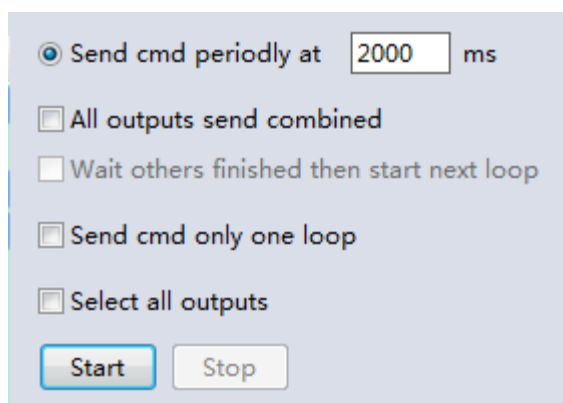 Send cmd periodly at 2000 ms
All outputs send combined
Wait others finished then start next loop
Send cmd only one loop
Select all outputs
Start Stop